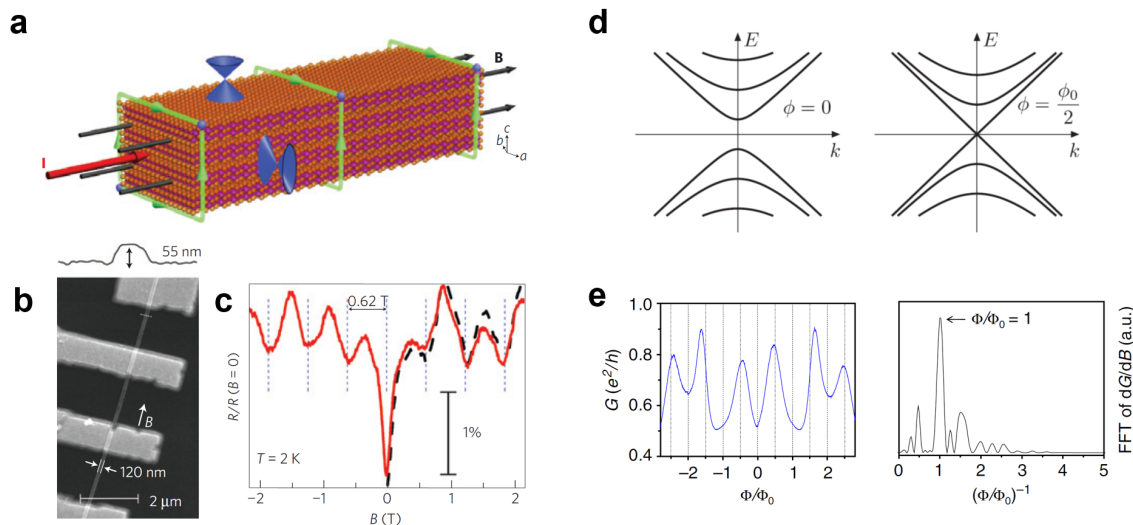 a
I
B
c
b
a
55 nm
b
B
120 nm
2 μm
c
R/R (B = 0)
0.62 T
1%
T = 2 K
−2 −1 0 1 2
B (T)
d
E
ϕ = 0
k
E
ϕ = ϕ0/2
k
e
G (e²/h)
1.0
0.8
0.6
0.4
−2 −1 0 1 2
Φ/Φ0
Φ/Φ0 = 1
FFT of dG/dB (a.u.)
0 1 2 3 4 5
(Φ/Φ0)⁻¹